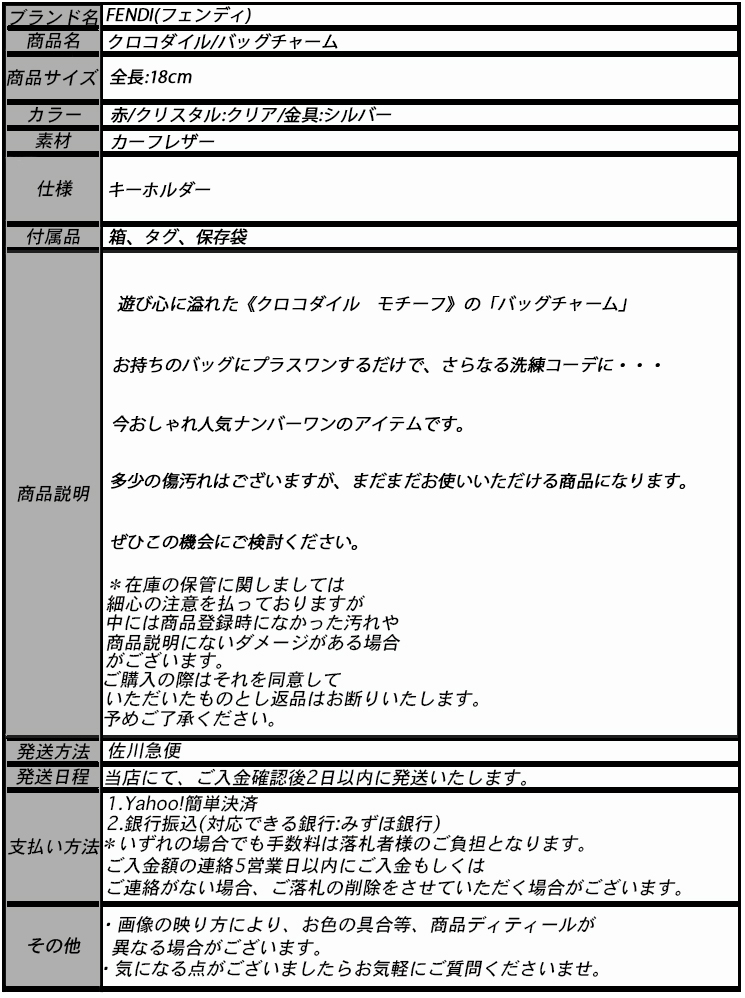 ブランド名 FENDI(フェンディ)
商品名 クロコダイル/バッグチャーム
商品サイズ 全長:18cm
カラー 赤/クリスタル:クリア/金具:シルバー
素材 カーフレザー
仕様 キーホルダー
付属品 箱、タグ、保存袋
商品説明
遊び心に溢れた《クロコダイル　モチーフ》の「バッグチャーム」
お持ちのバッグにプラスワンするだけで、さらなる洗練コーデに・・・
今おしゃれ人気ナンバーワンのアイテムです。
多少の傷汚れはございますが、まだまだお使いいただける商品になります。
ぜひこの機会にご検討ください。
＊在庫の保管に関しましては
細心の注意を払っておりますが
中には商品登録時になかった汚れや
商品説明にないダメージがある場合
がございます。
ご購入の際はそれを同意して
いただいたものとし返品はお断りいたします。
予めご了承ください。
発送方法 佐川急便
発送日程 当店にて、ご入金確認後2日以内に発送いたします。
支払い方法
1.Yahoo!簡単決済
2.銀行振込(対応できる銀行:みずほ銀行)
＊いずれの場合でも手数料は落札者様のご負担となります。
ご入金額の連絡5営業日以内にご入金もしくは
ご連絡がない場合、ご落札の削除をさせていただく場合がございます。
その他
・画像の映り方により、お色の具合等、商品ディティールが
異なる場合がございます。
・気になる点がございましたらお気軽にご質問くださいませ。